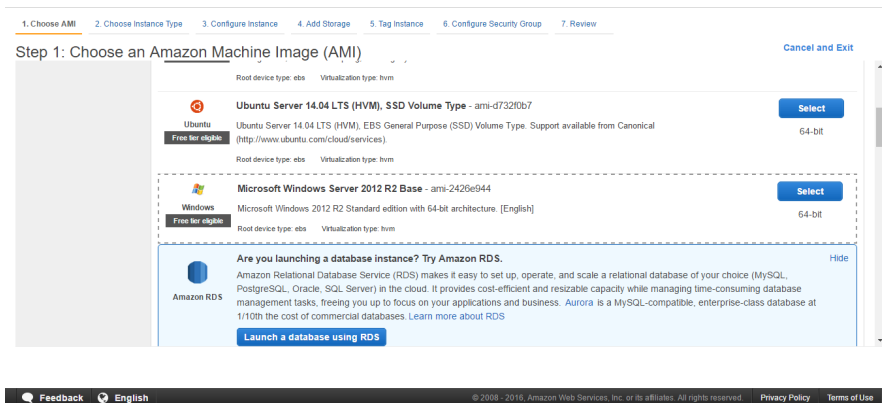 1. Choose AMI 2. Choose Instance Type 3. Configure Instance 4. Add Storage 5. Tag Instance 6. Configure Security Group 7. Review
Step 1: Choose an Amazon Machine Image (AMI)
Cancel and Exit
Root device type: ebs Virtualization type: hvm
Ubuntu
Free tier eligible
Ubuntu Server 14.04 LTS (HVM), SSD Volume Type - ami-d732f0b7
Ubuntu Server 14.04 LTS (HVM), EBS General Purpose (SSD) Volume Type. Support available from Canonical
(http://www.ubuntu.com/cloud/services).
Root device type: ebs Virtualization type: hvm
Select
64-bit
Windows
Free tier eligible
Microsoft Windows Server 2012 R2 Base - ami-2426e944
Microsoft Windows 2012 R2 Standard edition with 64-bit architecture. [English]
Root device type: ebs Virtualization type: hvm
Select
64-bit
Amazon RDS
Are you launching a database instance? Try Amazon RDS.
Hide
Amazon Relational Database Service (RDS) makes it easy to set up, operate, and scale a relational database of your choice (MySQL,
PostgreSQL, Oracle, SQL Server) in the cloud. It provides cost-efficient and resizable capacity while managing time-consuming database
management tasks, freeing you up to focus on your applications and business. Aurora is a MySQL-compatible, enterprise-class database at
1/10th the cost of commercial databases. Learn more about RDS
Launch a database using RDS
Feedback English
© 2008 - 2016, Amazon Web Services, Inc. or its affiliates. All rights reserved. Privacy Policy Terms of Use